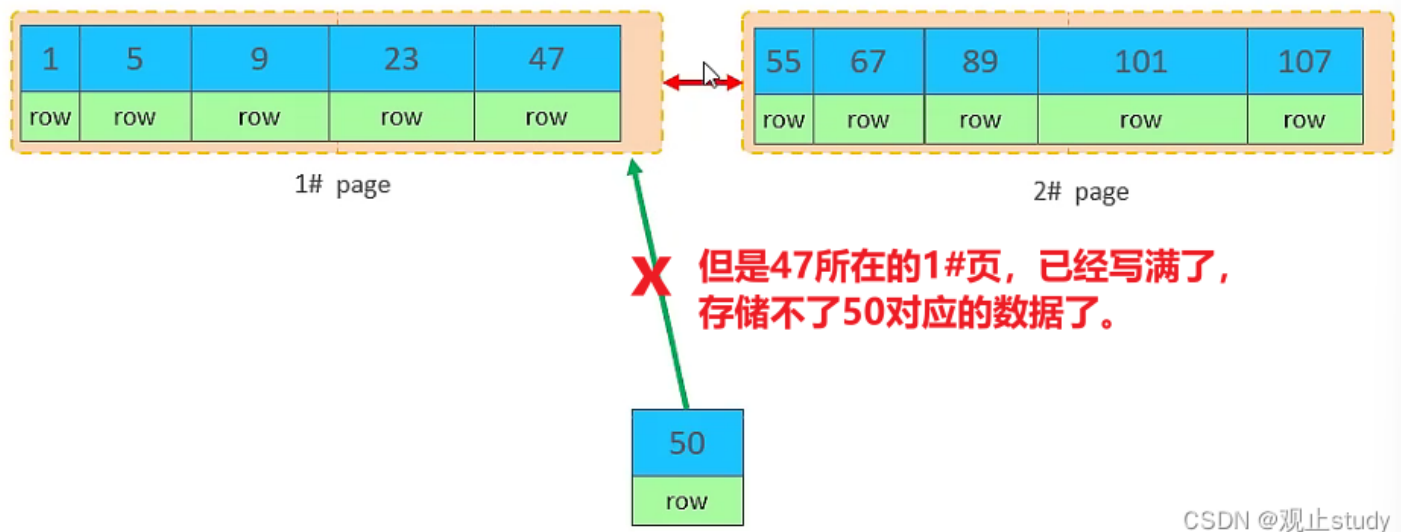 1 5 9 23 47
row row row row row
1# page
55 67 89 101 107
row row row row row
2# page
X
但是47所在的1#页，已经写满了，
存储不了50对应的数据了。
50
row
CSDN @观止study